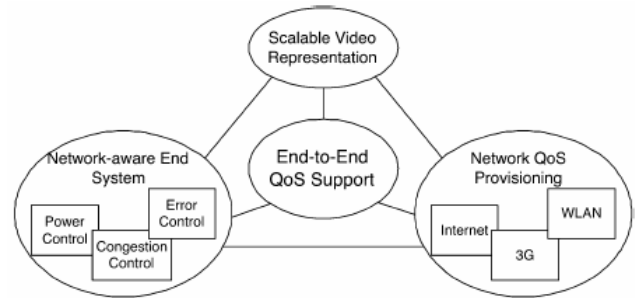 Scalable Video
Representation
End-to-End
QoS Support
Network-aware End
System
Power
Control
Congestion
Control
Error
Control
Network QoS
Provisioning
Internet
3G
WLAN